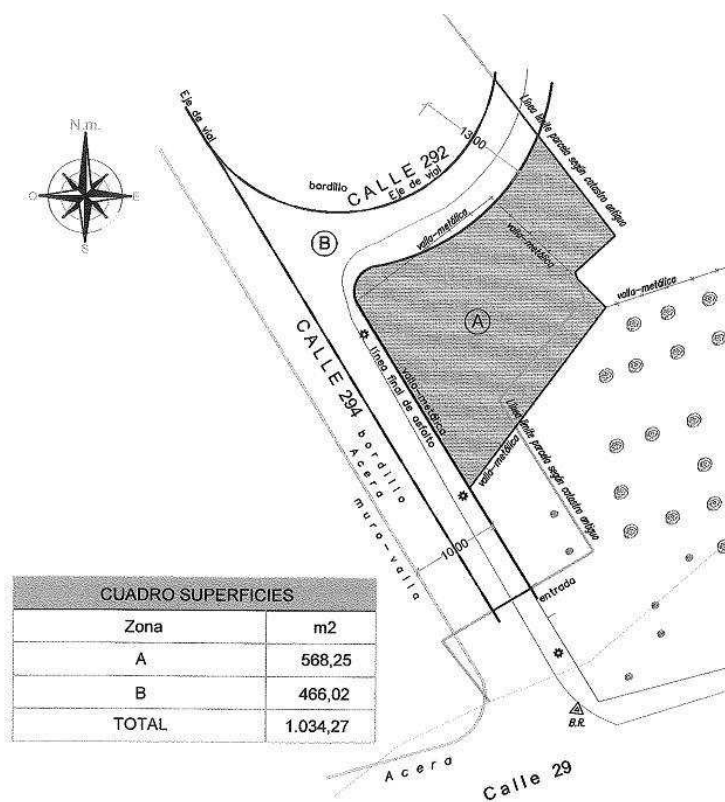 N.m.
O
E
S
Eje de vial
CALLE 292
bordillo
Eje de vial
13,00
Línea límite parcela según catastro antiguo
B
valla-metálica
valla-metálica
valla-metálica
A
CALLE 294
valla-metálica
línea final de asfalto
bordillo
Acera
muro-valla
Línea límite parcela según catastro antiguo
valla-metálica
10,00
entrada
B.R.
Acera
Calle 29
CUADRO SUPERFICIES
Zona m2
A 568,25
B 466,02
TOTAL 1.034,27